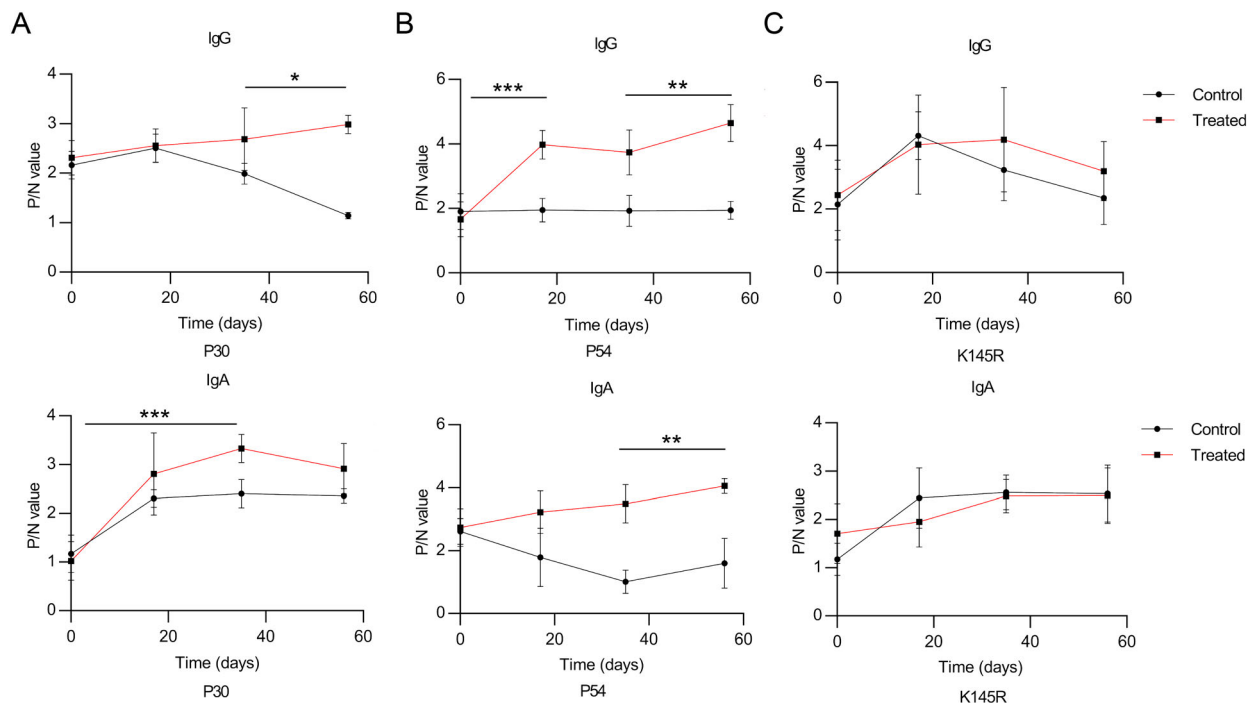 A
B
C
IgG
IgG
IgG
*
***
**
4
3
2
1
0
P/N value
0
20
40
60
Time (days)
P30
6
4
2
0
P/N value
0
20
40
60
Time (days)
P54
6
4
2
0
P/N value
0
20
40
60
Time (days)
K145R
Control
Treated
IgA
IgA
IgA
***
**
4
3
2
1
0
P/N value
0
20
40
60
Time (days)
P30
6
4
2
0
P/N value
0
20
40
60
Time (days)
P54
4
3
2
1
0
P/N value
0
20
40
60
Time (days)
K145R
Control
Treated